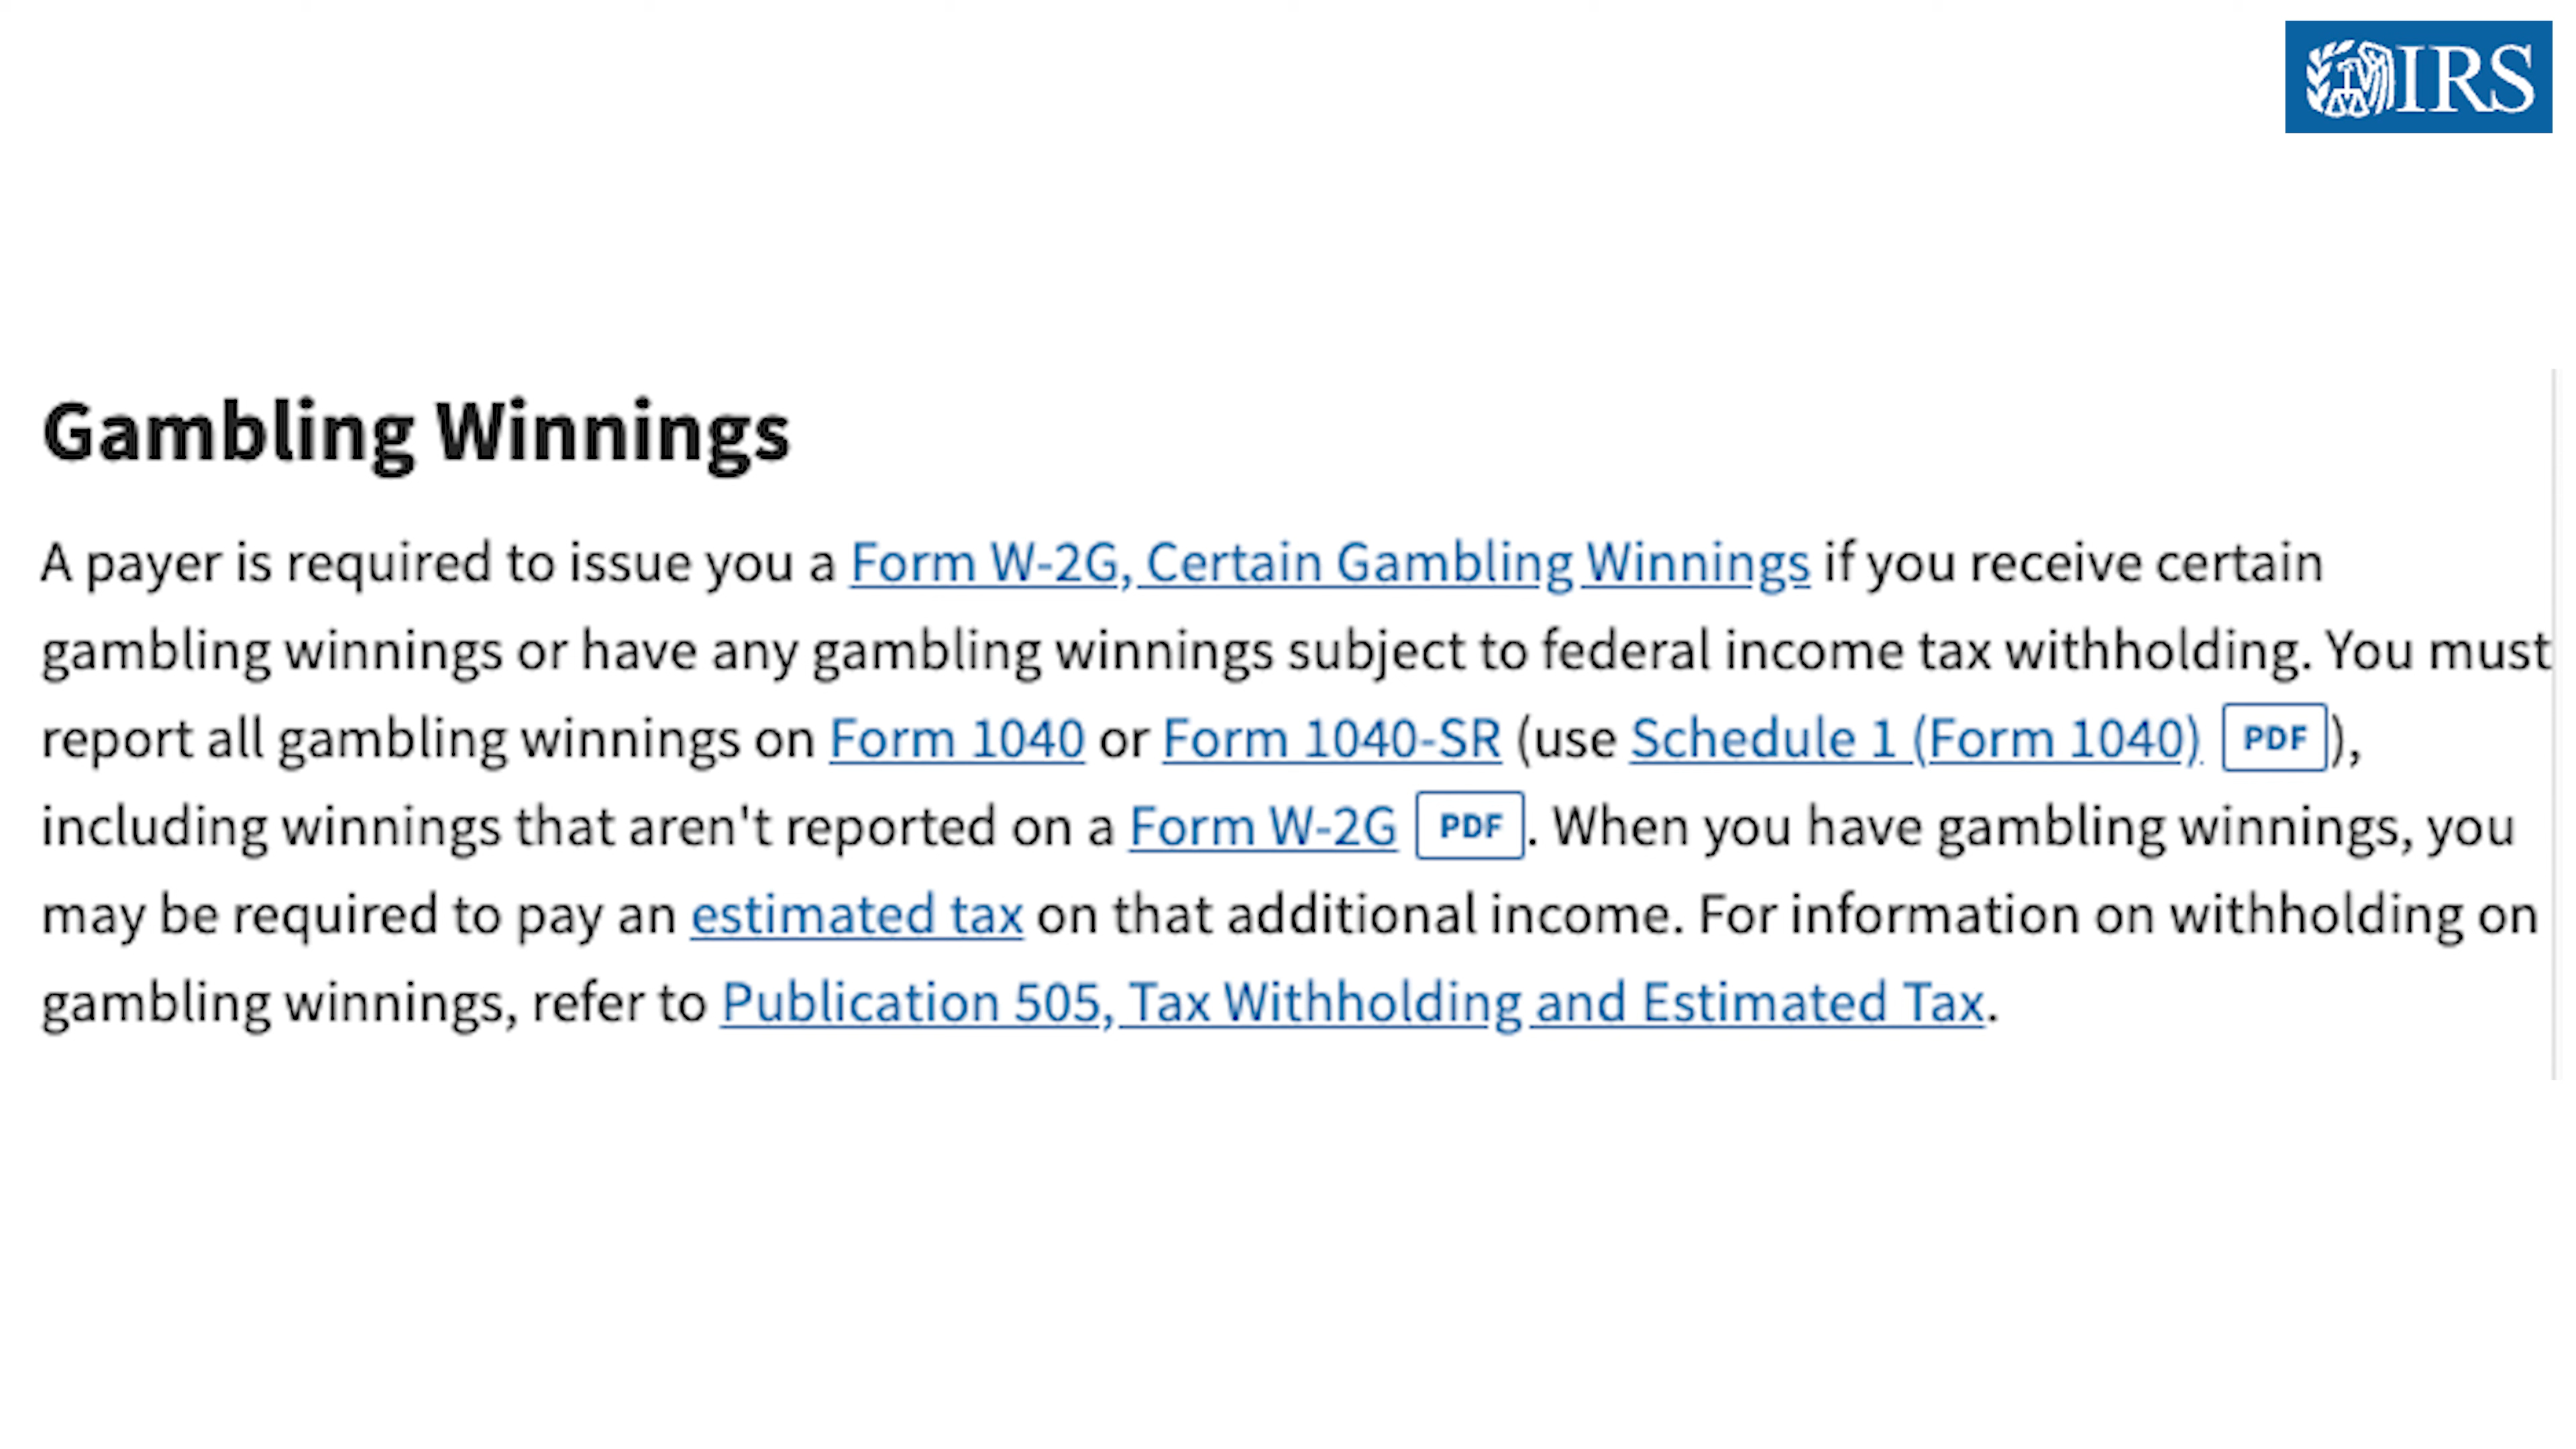 IRS
Gambling Winnings
A payer is required to issue you a Form W-2G, Certain Gambling Winnings if you receive certain
gambling winnings or have any gambling winnings subject to federal income tax withholding. You must
report all gambling winnings on Form 1040 or Form 1040-SR (use Schedule 1 (Form 1040) PDF),
including winnings that aren't reported on a Form W-2G PDF. When you have gambling winnings, you
may be required to pay an estimated tax on that additional income. For information on withholding on
gambling winnings, refer to Publication 505, Tax Withholding and Estimated Tax.